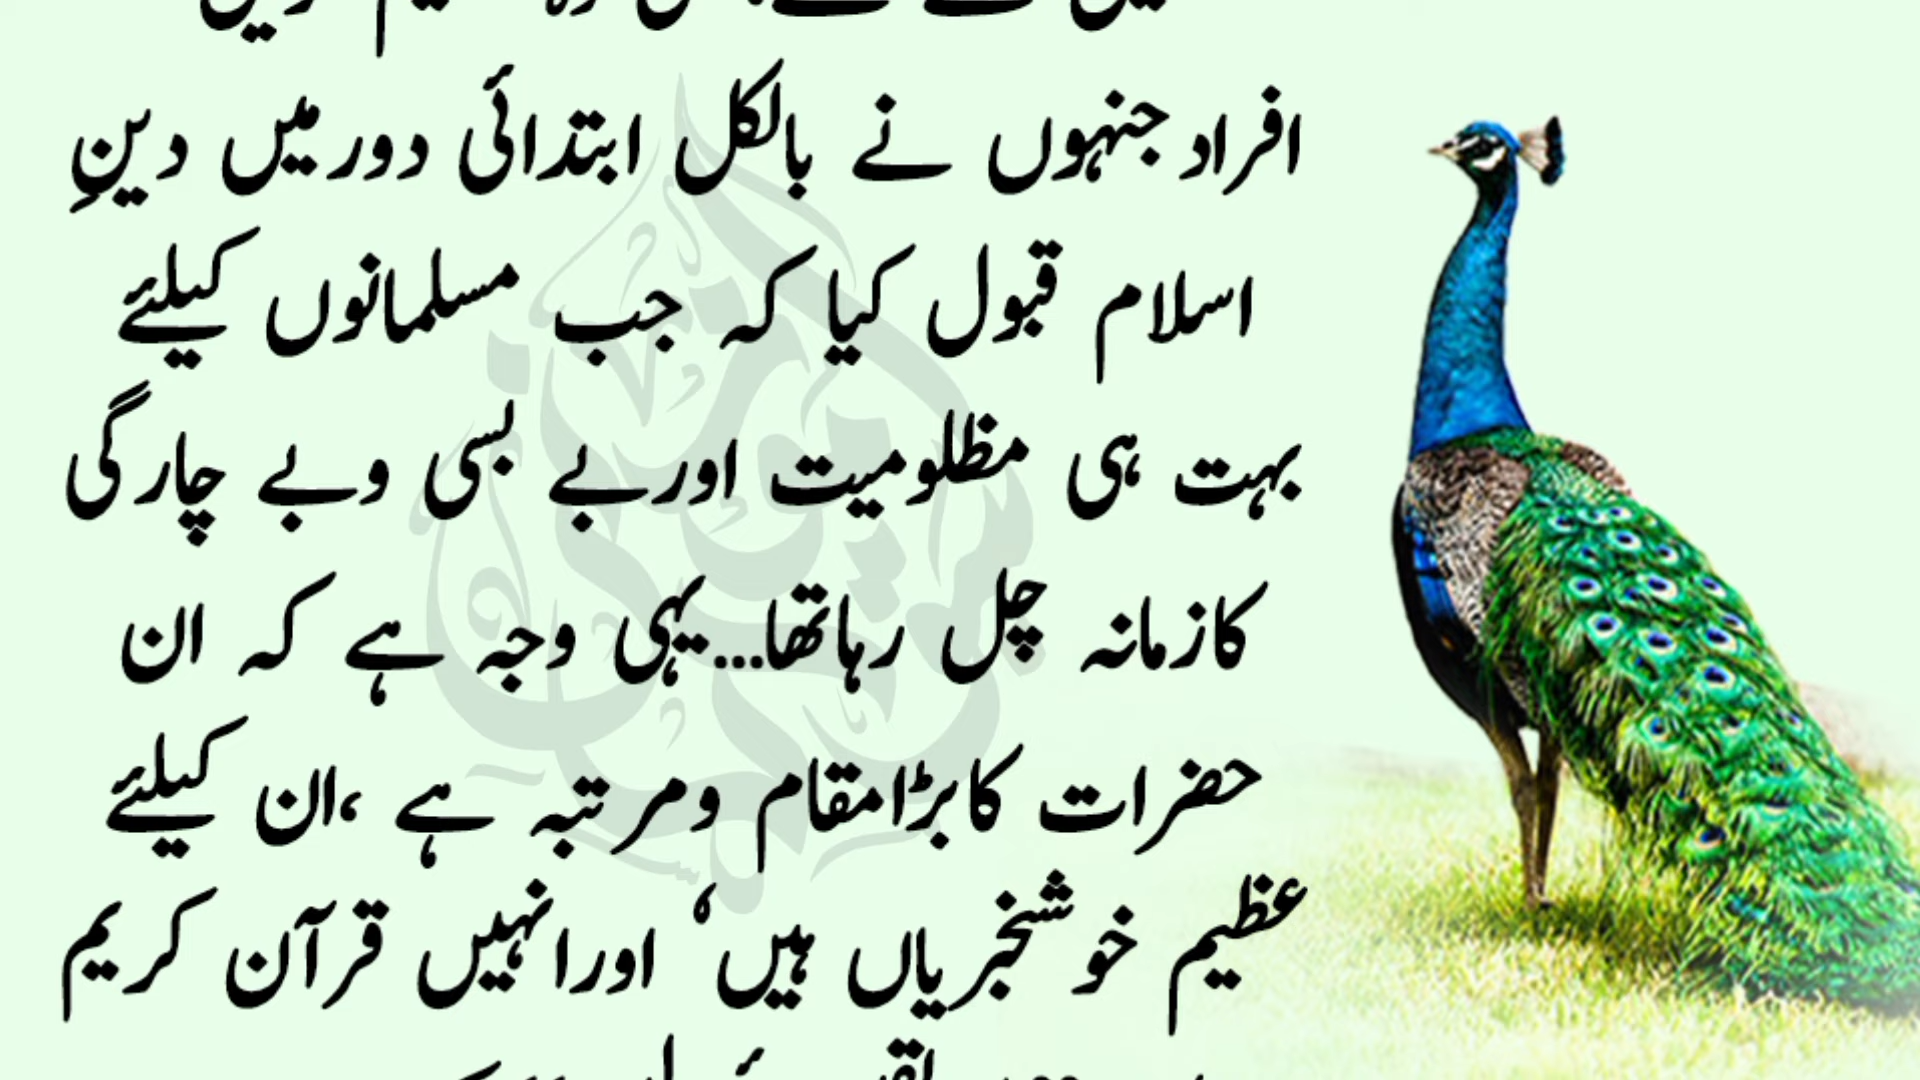 افراد جنہوں نے بالکل ابتدائی دور میں دینِ
اسلام قبول کیا کہ جب مسلمانوں کیلئے
بہت ہی مظلومیت اور بے بسی و بے چارگی
کا زمانہ چل رہا تھا...یہی وجہ ہے کہ ان
حضرات کا بڑا مقام و مرتبہ ہے ،ان کیلئے
عظیم خوشخبریاں ہیں‘ اور انہیں قرآن کریم